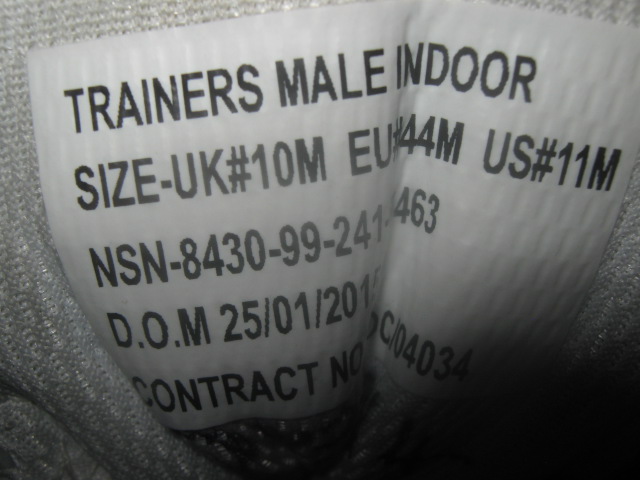 TRAINERS MALE INDOOR
SIZE-UK#10M EU#44M US#11M
NSN-8430-99-241- 463
D.O.M 25/01/201
CONTRACT NO C/04034